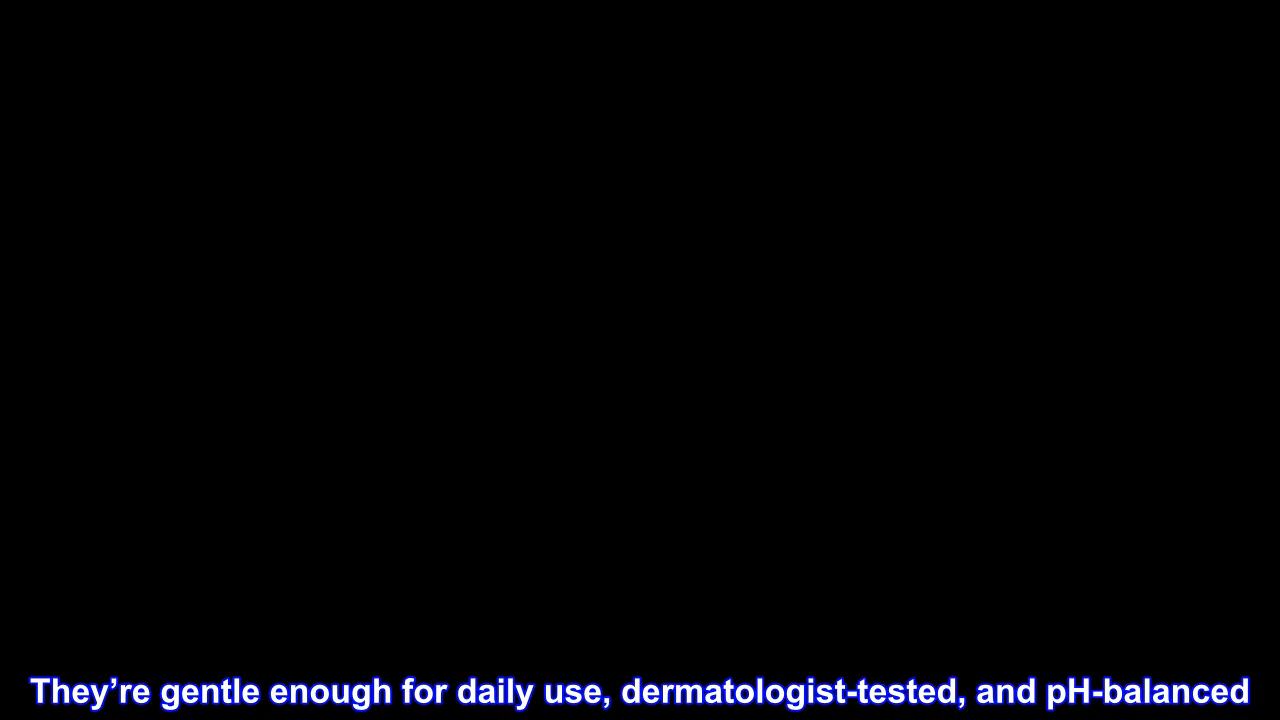 They’re gentle enough for daily use, dermatologist-tested, and pH-balanced